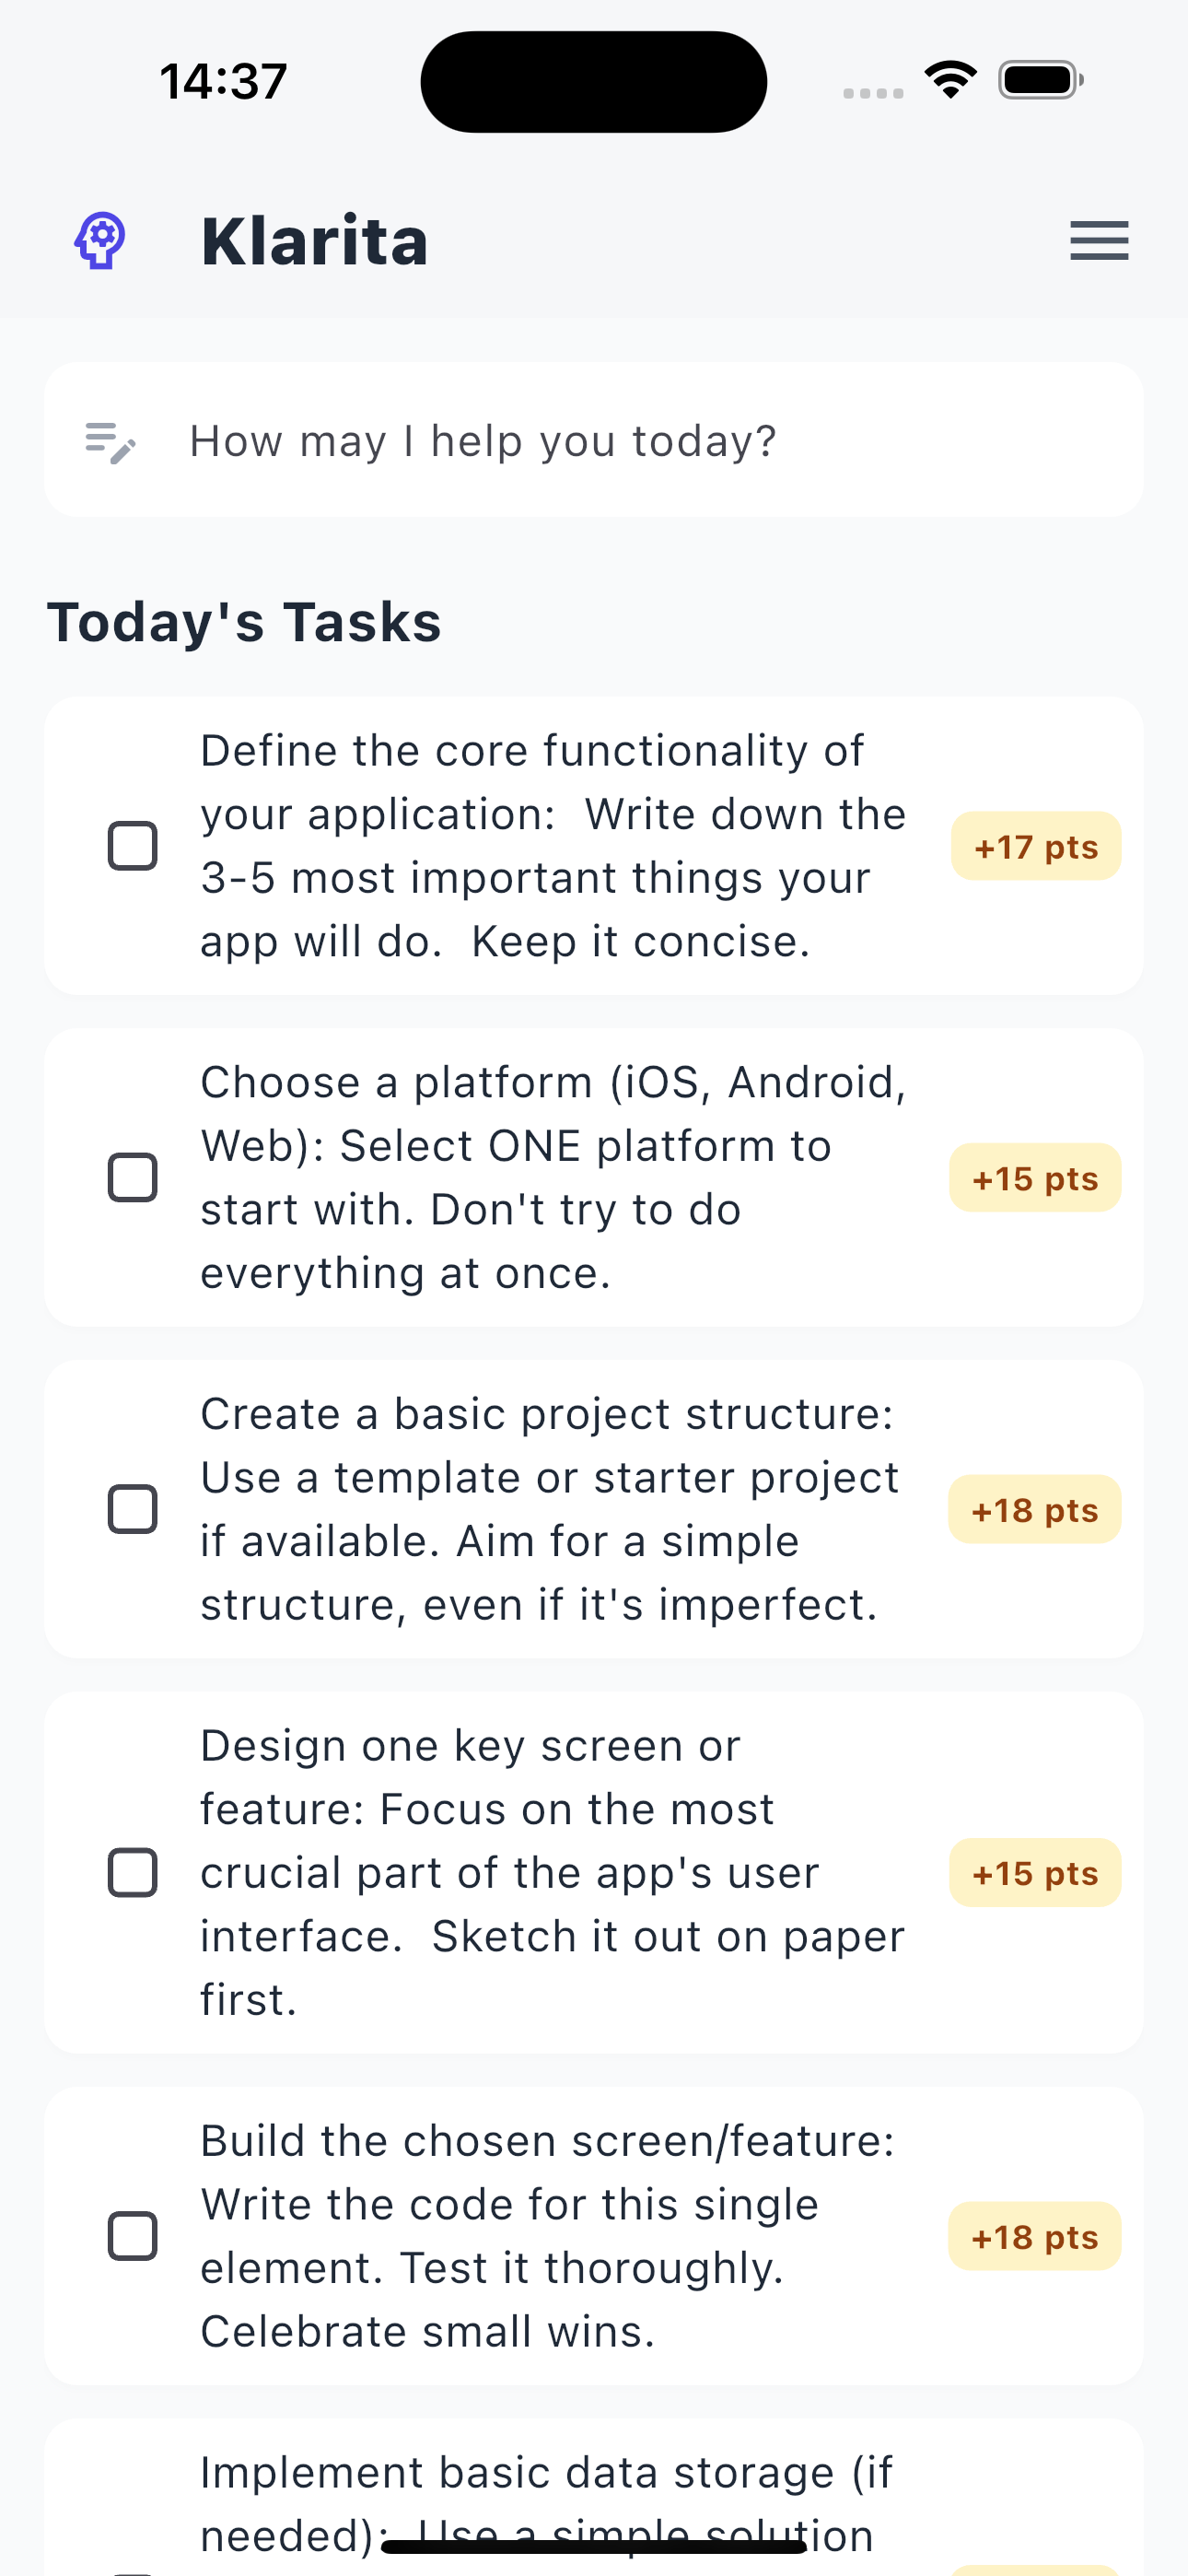 14:37
Klarita
How may I help you today?
Today's Tasks
Define the core functionality of
your application:  Write down the
3-5 most important things your
app will do.  Keep it concise.
+17 pts
Choose a platform (iOS, Android,
Web): Select ONE platform to
start with. Don't try to do
everything at once.
+15 pts
Create a basic project structure:
Use a template or starter project
if available. Aim for a simple
structure, even if it's imperfect.
+18 pts
Design one key screen or
feature: Focus on the most
crucial part of the app's user
interface.  Sketch it out on paper
first.
+15 pts
Build the chosen screen/feature:
Write the code for this single
element. Test it thoroughly.
Celebrate small wins.
+18 pts
Implement basic data storage (if
needded):  Use a simple solution